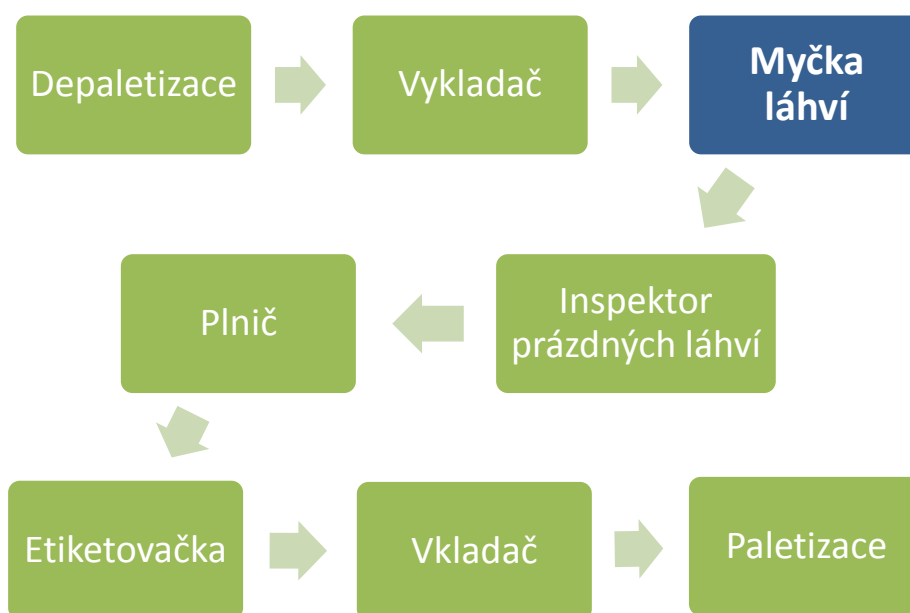 Depaletizace
Vykladač
Myčka
láhví
Inspektor
prázdných láhví
Plnič
Etiketovačka
Vkladač
Paletizace